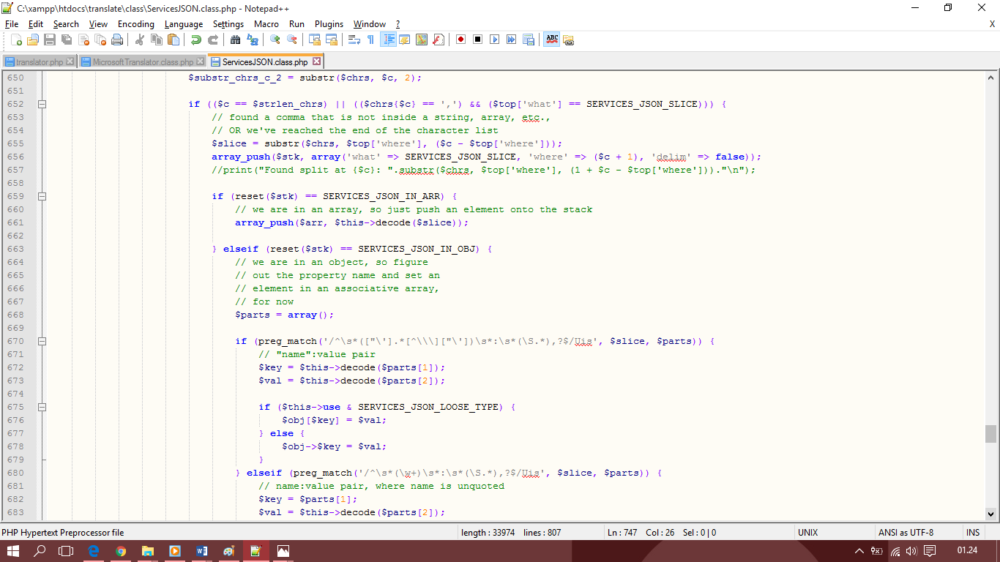 C:\xampp\htdocs\translate\class\ServicesJSON.class.php - Notepad++
File Edit Search View Encoding Language Settings Macro Run Plugins Window ? X
translator.php MicrosoftTranslator.class.php ServicesJSON.class.php
650 $substr_chrs_c_2 = substr($chrs, $c, 2);
651
652 if (($c == $strlen_chrs) || (($chrs{$c} == ',') && ($top['what'] == SERVICES_JSON_SLICE))) {
653 // found a comma that is not inside a string, array, etc.,
654 // OR we've reached the end of the character list
655 $slice = substr($chrs, $top['where'], ($c - $top['where']));
656 array_push($stk, array('what' => SERVICES_JSON_SLICE, 'where' => ($c + 1), 'delim' => false));
657 //print("Found split at {$c}: ".substr($chrs, $top['where'], (1 + $c - $top['where']))."\n");
658
659 if (reset($stk) == SERVICES_JSON_IN_ARR) {
660 // we are in an array, so just push an element onto the stack
661 array_push($arr, $this->decode($slice));
662
663 } elseif (reset($stk) == SERVICES_JSON_IN_OBJ) {
664 // we are in an object, so figure
665 // out the property name and set an
666 // element in an associative array,
667 // for now
668 $parts = array();
669
670 if (preg_match('/^\s*(["\'].*[^\\\]["\'])\s*:\s*(\S.*),?$/Uis', $slice, $parts)) {
671 // "name":value pair
672 $key = $this->decode($parts[1]);
673 $val = $this->decode($parts[2]);
674
675 if ($this->use & SERVICES_JSON_LOOSE_TYPE) {
676 $obj[$key] = $val;
677 } else {
678 $obj->$key = $val;
679 }
680 } elseif (preg_match('/^\s*(\w+)\s*:\s*(\S.*),?$/Uis', $slice, $parts)) {
681 // name:value pair, where name is unquoted
682 $key = $parts[1];
683 $val = $this->decode($parts[2]);
PHP Hypertext Preprocessor file length : 33974 lines : 807 Ln : 747 Col : 26 Sel : 0 | 0 UNIX ANSI as UTF-8 INS
01.24